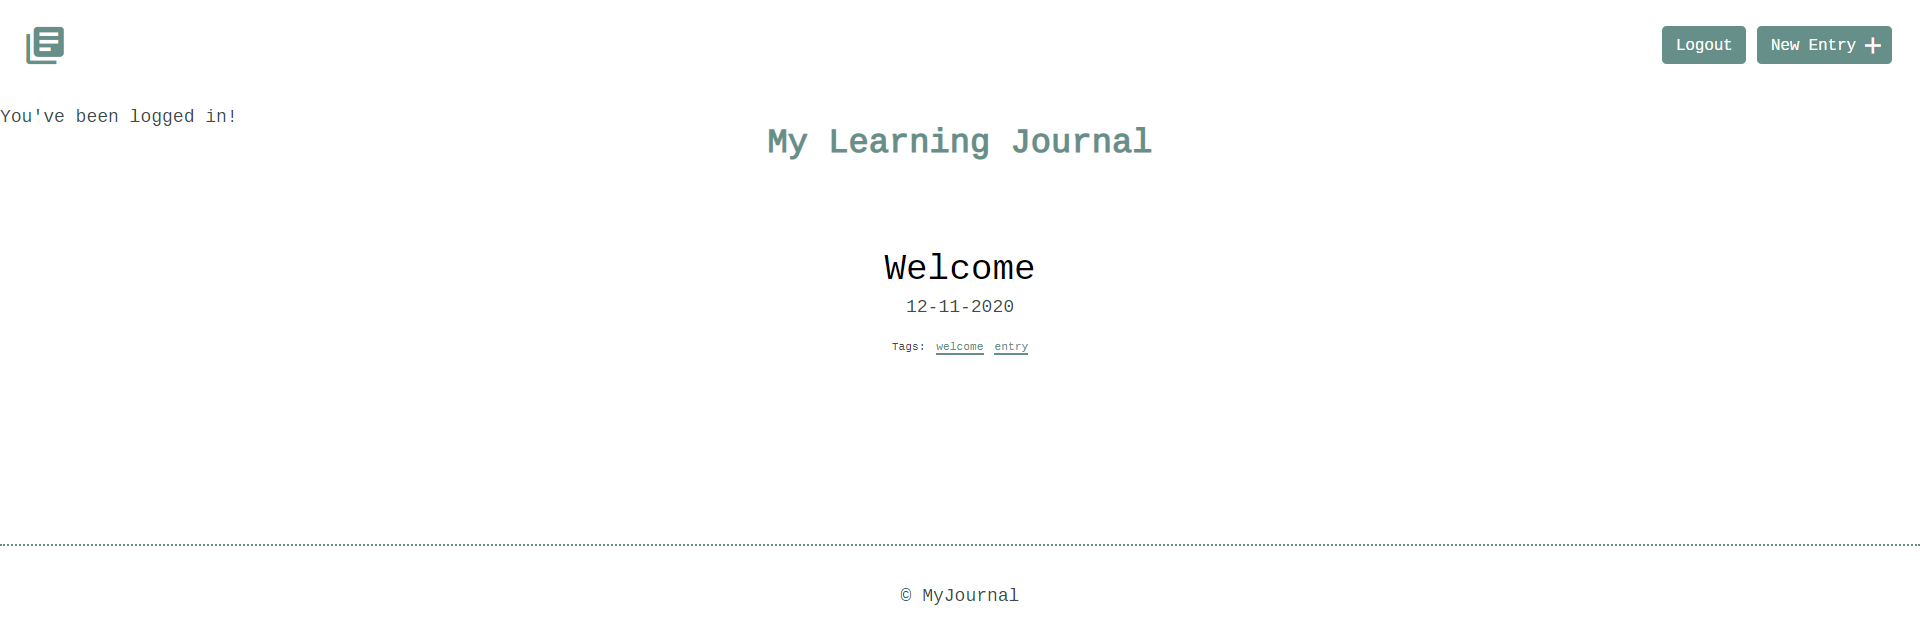 Logout New Entry +
You've been logged in!
My Learning Journal
Welcome
12-11-2020
Tags: welcome entry
© MyJournal